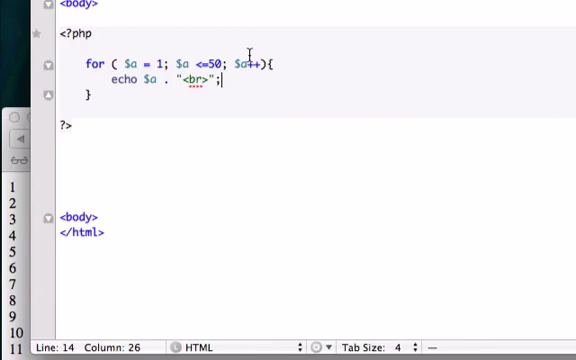 <body>
<?php
for ( $a = 1; $a <=50; $a++){
echo $a . "<br>";
}
?>
<body>
</html>
1
2
3
4
5
6
7
8
9
10
11
Line: 14 Column: 26 HTML Tab Size: 4